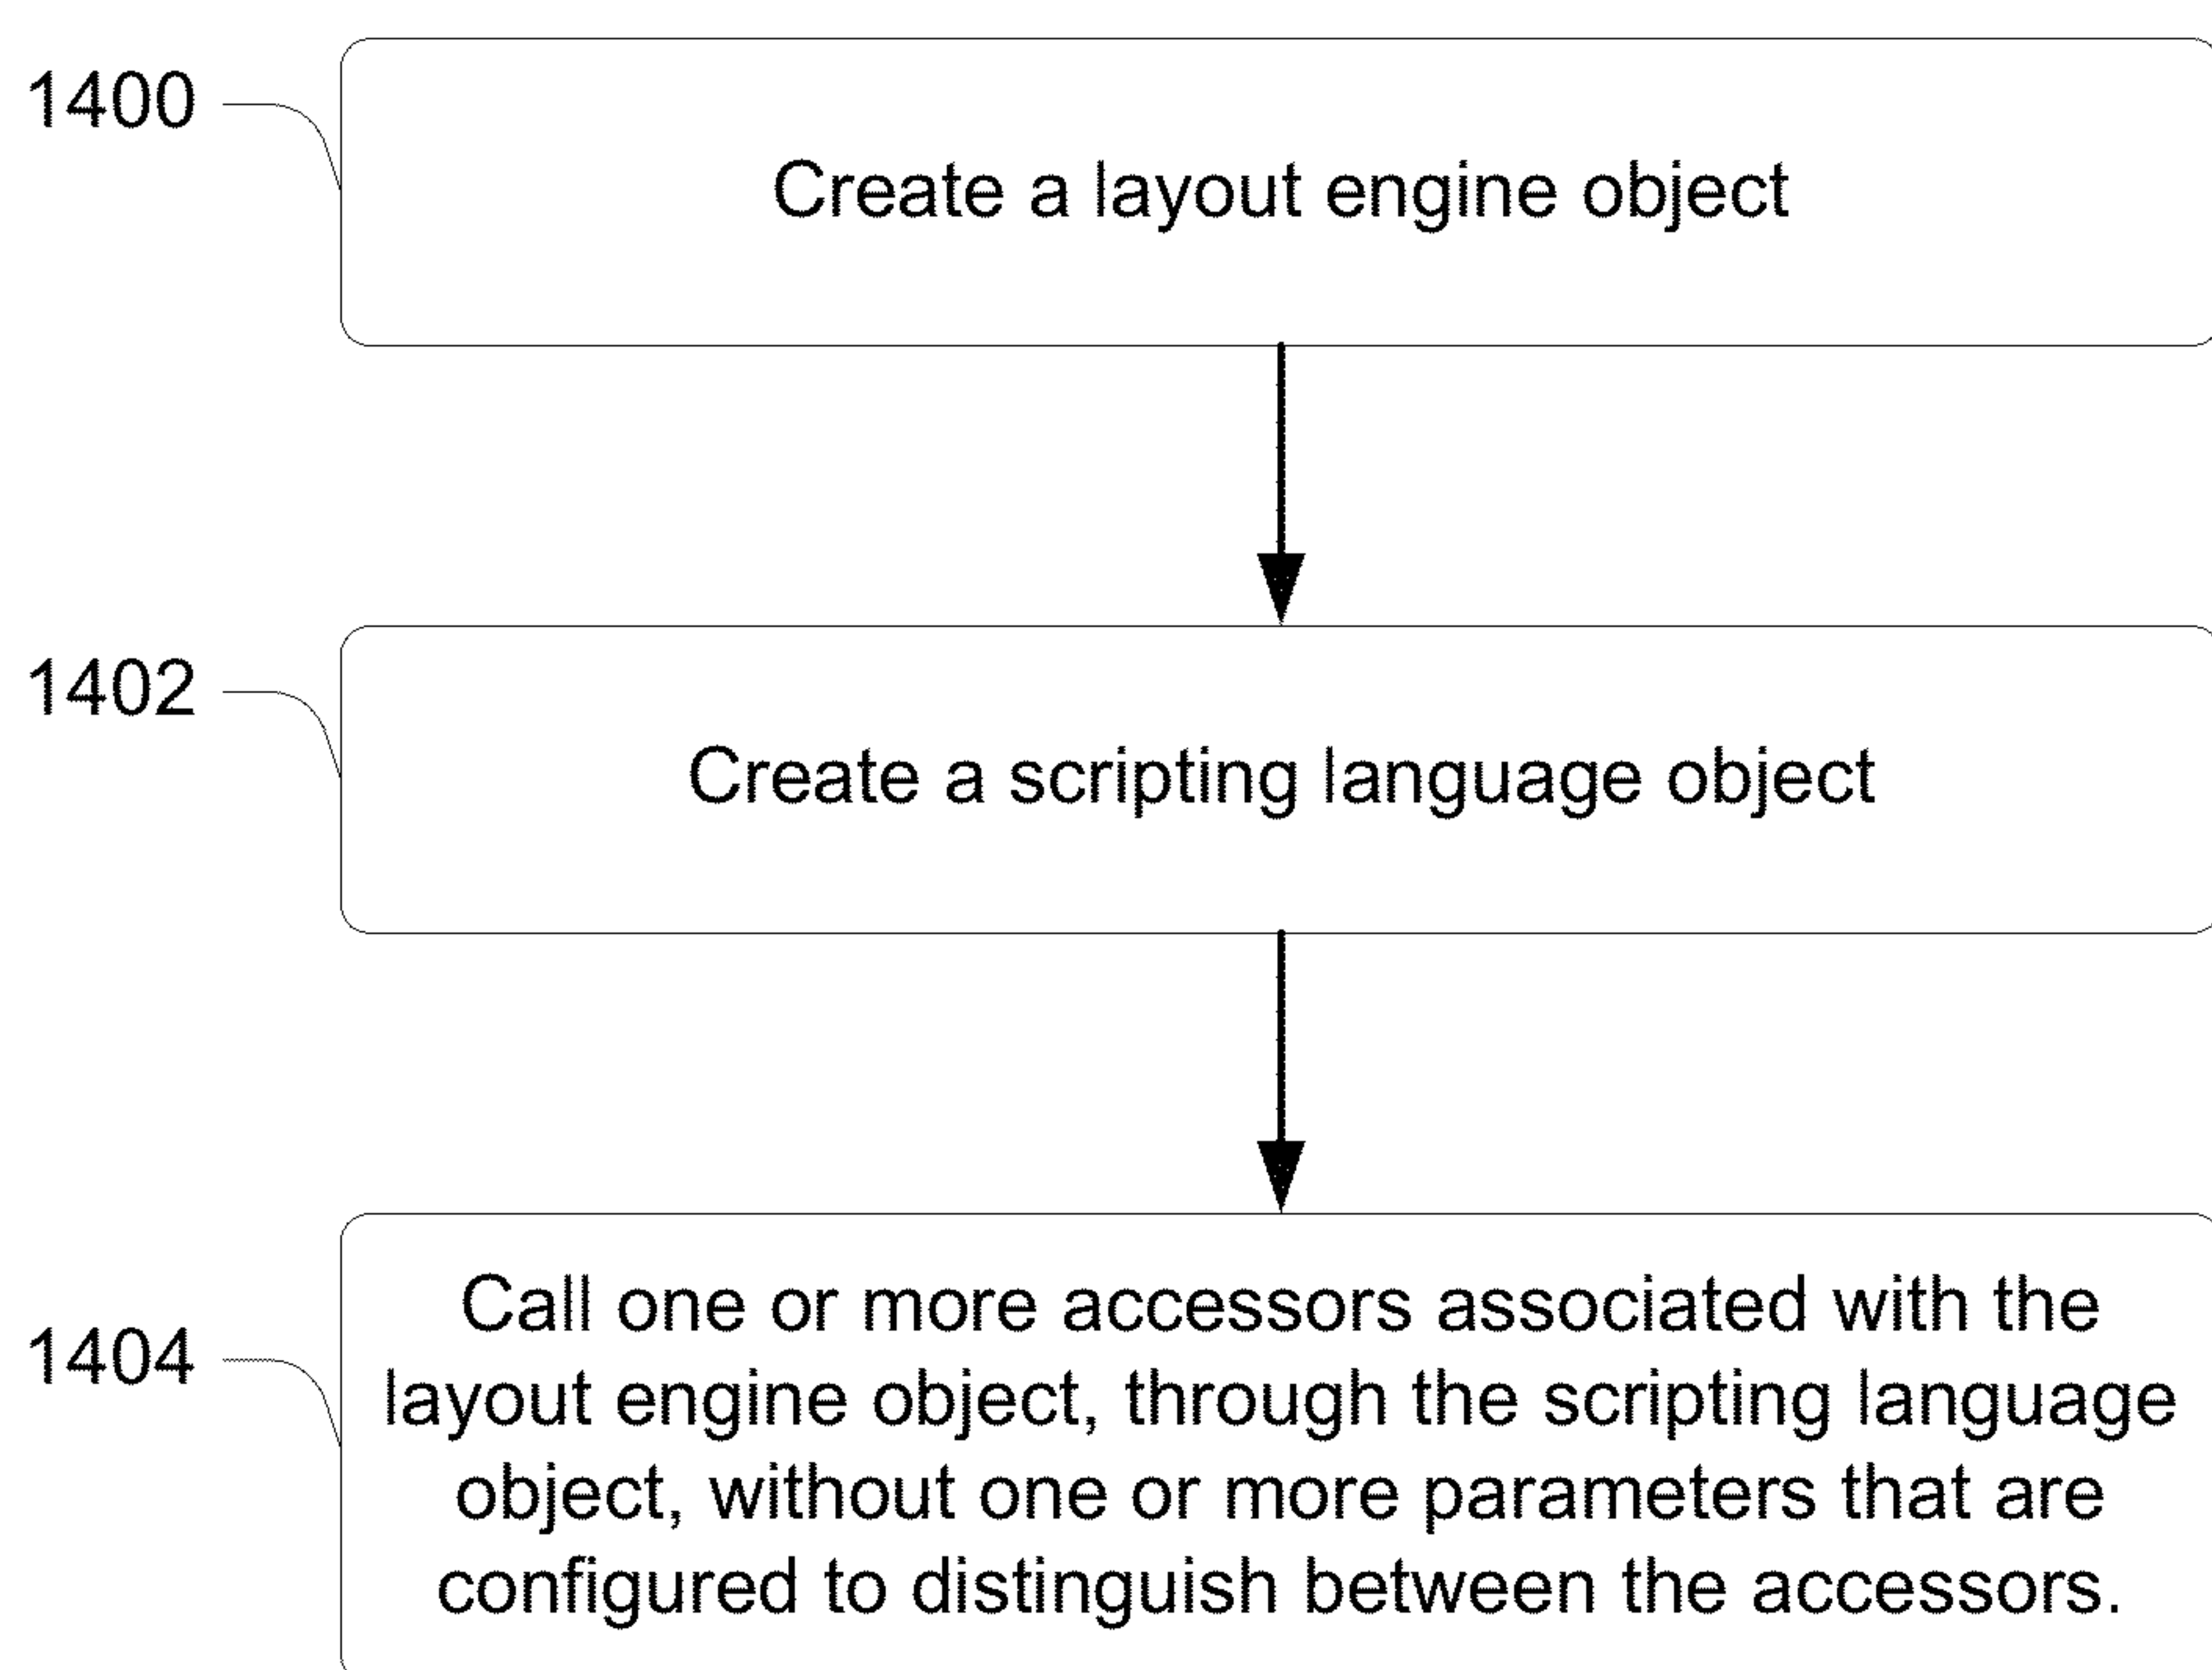 1400
Create a layout engine object
1402
Create a scripting language object
1404
Call one or more accessors associated with the
layout engine object, through the scripting language
object, without one or more parameters that are
configured to distinguish between the accessors.